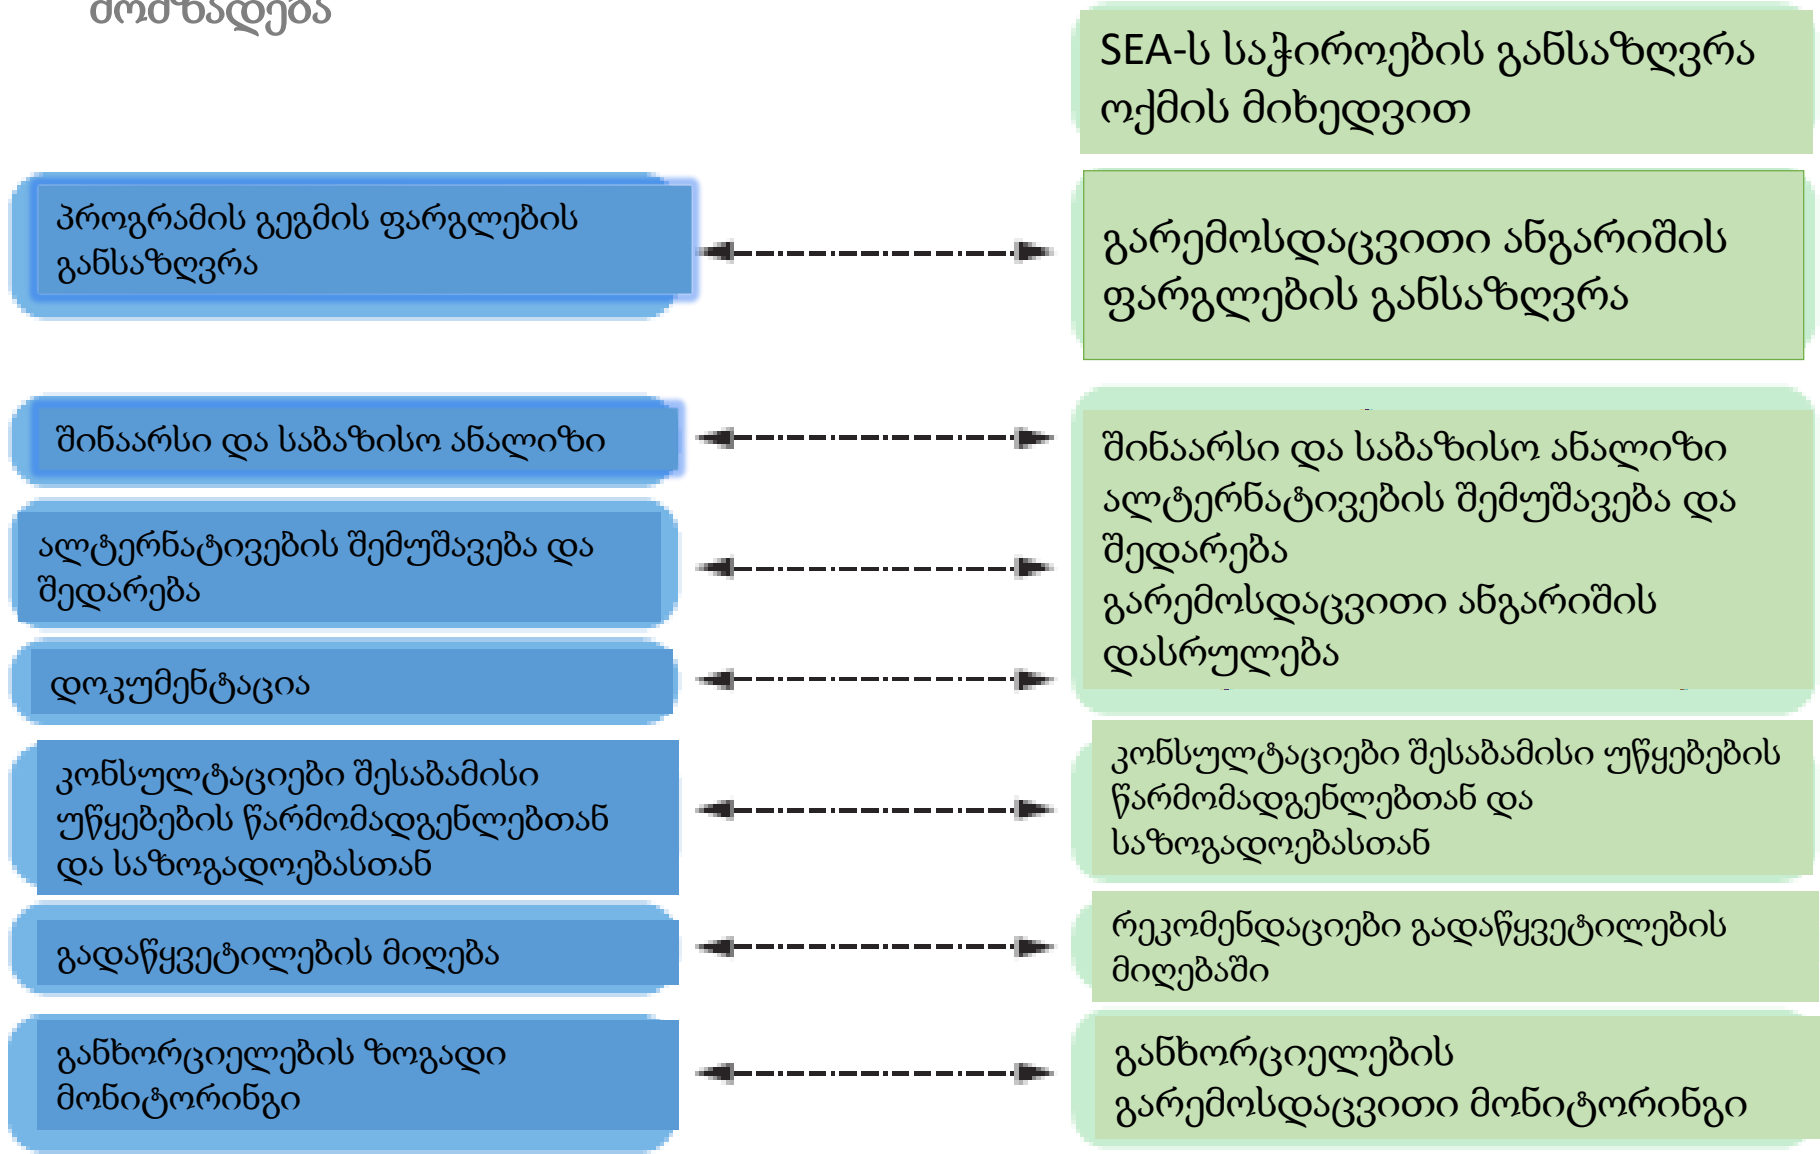 მომზადება
SEA-ს საჭიროების განსაზღვრა
ოქმის მიხედვით
პროგრამის გეგმის ფარგლების
განსაზღვრა
გარემოსდაცვითი ანგარიშის
ფარგლების განსაზღვრა
შინაარსი და საბაზისო ანალიზი
ალტერნატივების შემუშავება და
შედარება
დოკუმენტაცია
შინაარსი და საბაზისო ანალიზი
ალტერნატივების შემუშავება და
შედარება
გარემოსდაცვითი ანგარიშის
დასრულება
კონსულტაციები შესაბამისი
უწყებების წარმომადგენლებთან
და საზოგადოებასთან
კონსულტაციები შესაბამისი უწყებების
წარმომადგენლებთან და
საზოგადოებასთან
გადაწყვეტილების მიღება
რეკომენდაციები გადაწყვეტილების
მიღებაში
განხორციელების ზოგადი
მონიტორინგი
განხორციელების
გარემოსდაცვითი მონიტორინგი